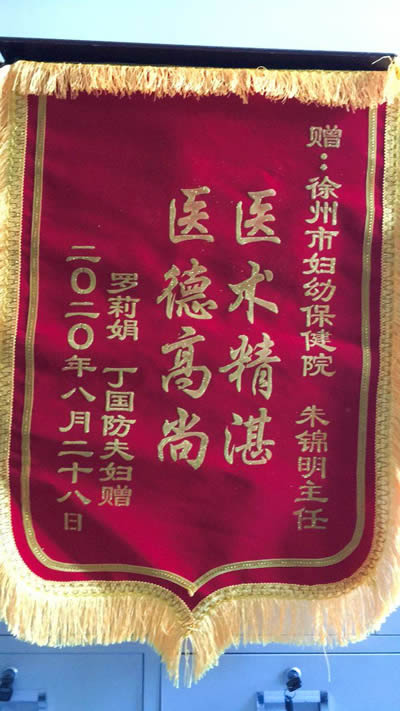 赠：徐州市妇幼保健院 朱锦明主任
医术精湛
医德高尚
罗莉娟 丁国防夫妇赠
二〇二〇年八月二十八日